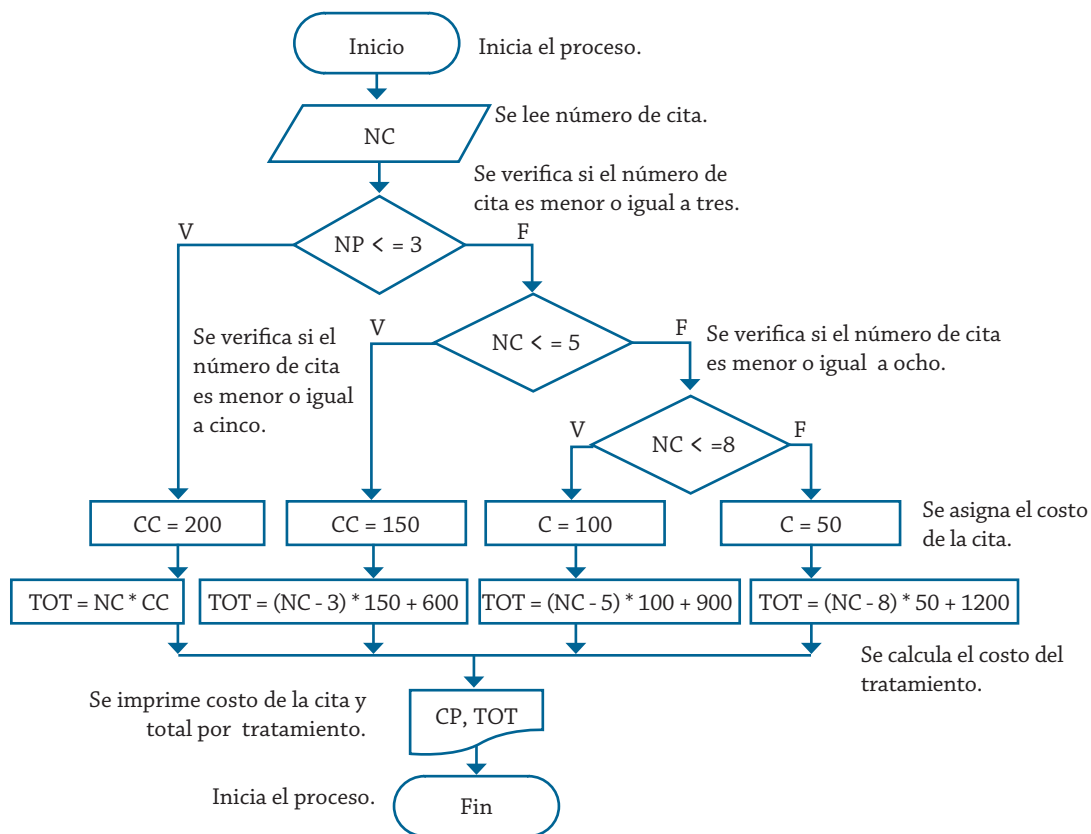 Inicio
Inicia el proceso.
NC
Se lee número de cita.
Se verifica si el número de
cita es menor o igual a tres.
V
NP < = 3
F
Se verifica si el
número de cita
es menor o igual
a cinco.
V
NC < = 5
F
Se verifica si el número de cita
es menor o igual a ocho.
V
NC < =8
F
CC = 200
CC = 150
C = 100
C = 50
Se asigna el costo
de la cita.
TOT = NC * CC
TOT = (NC - 3) * 150 + 600
TOT = (NC - 5) * 100 + 900
TOT = (NC - 8) * 50 + 1200
Se calcula el costo del
tratamiento.
Se imprime costo de la cita y
total por tratamiento.
CP, TOT
Inicia el proceso.
Fin